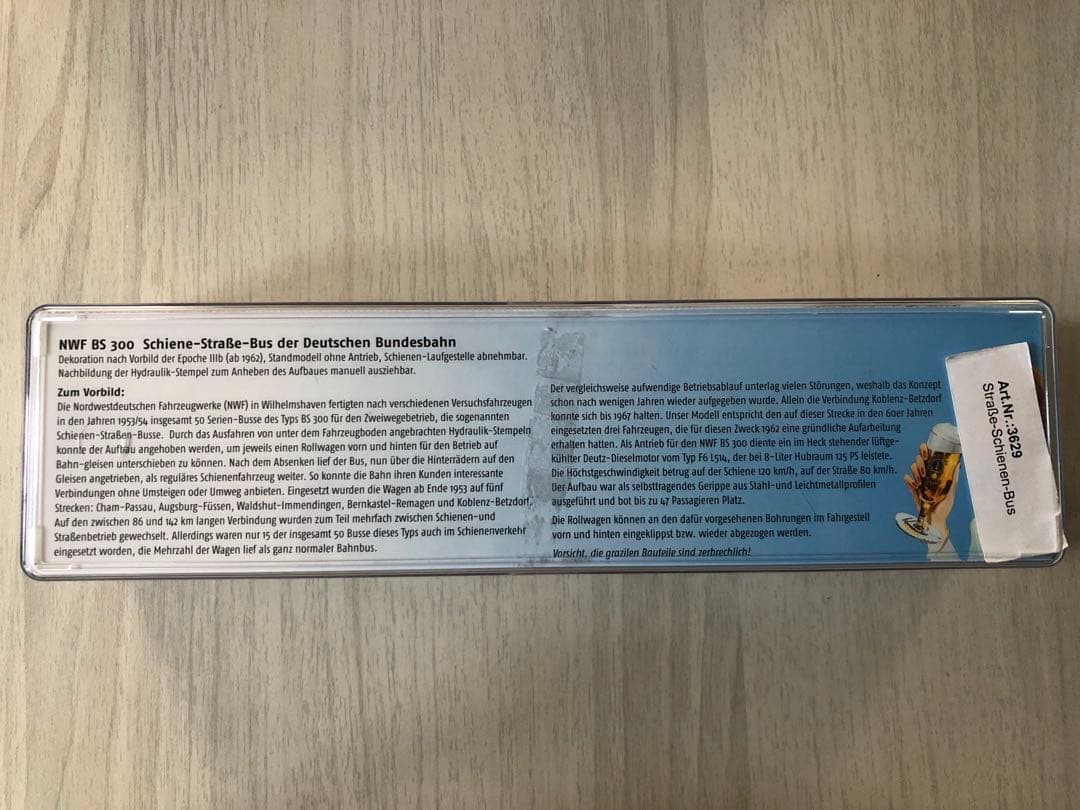 NWF BS 300 Schiene-Straße-Bus der Deutschen Bundesbahn
Dekoration nach Vorbild der Epoche IIIb (ab 1962), Standmodell ohne Antrieb, Schienen-Laufgestelle abnehmbar.
Nachbildung der Hydraulik-Stempel zum Anheben des Aufbaues manuell ausziehbar.
Zum Vorbild:
Die Nordwestdeutschen Fahrzeugwerke (NWF) in Wilhelmshaven fertigten nach verschiedenen Versuchsfahrzeugen
in den Jahren 1953/54 insgesamt 50 Serien-Busse des Typs BS 300 für den Zweiwegebetrieb, die sogenannten
Schienen-Straßen-Busse. Durch das Ausfahren von unter dem Fahrzeugboden angebrachten Hydraulik-Stempeln
konnte der Aufbau angehoben werden, um jeweils einen Rollwagen vorn und hinten für den Betrieb auf
Bahn-gleisen unterschieben zu können. Nach dem Absenken lief der Bus, nun über die Hinterrädern auf den
Gleisen angetrieben, als reguläres Schienenfahrzeug weiter. So konnte die Bahn ihren Kunden interessante
Verbindungen ohne Umsteigen oder Umweg anbieten. Eingesetzt wurden die Wagen ab Ende 1953 auf fünf
Strecken: Cham-Passau, Augsburg-Füssen, Waldshut-Immendingen, Bernkastel-Remagen und Koblenz-Betzdorf.
Auf den zwischen 86 und 142 km langen Verbindung wurden zum Teil mehrfach zwischen Schienen-und
Straßenbetrieb gewechselt. Allerdings waren nur 15 der insgesamt 50 Busse dieses Typs auch im Schienenverkehr
eingesetzt worden, die Mehrzahl der Wagen lief als ganz normaler Bahnbus.
Der vergleichsweise aufwendige Betriebsablauf unterlag vielen Störungen, weshalb das Konzept
schon nach wenigen Jahren wieder aufgegeben wurde. Allein die Verbindung Koblenz-Betzdorf
konnte sich bis 1967 halten. Unser Modell entspricht den auf dieser Strecke in den 60er Jahren
eingesetzten drei Fahrzeugen, die für diesen Zweck 1962 eine gründliche Aufarbeitung
erhalten hatten. Als Antrieb für den NWF BS 300 diente ein im Heck stehender lüftge-
kühlter Deutz-Dieselmotor vom Typ F6 L514, der bei 8-Liter Hubraum 125 PS leistete.
Die Höchstgeschwindigkeit betrug auf der Schiene 120 km/h, auf der Straße 80 km/h.
Der Aufbau war als selbsttragendes Gerippe aus Stahl-und Leichtmetallprofilen
ausgeführt und bot bis zu 47 Passagieren Platz.
Die Rollwagen können an den dafür vorgesehenen Bohrungen im Fahrgestell
vorn und hinten eingeklippst bzw. wieder abgezogen werden.
Vorsicht, die grazilen Bauteile sind zerbrechlich!
Art.Nr.:3629
Straße-Schienen-Bus